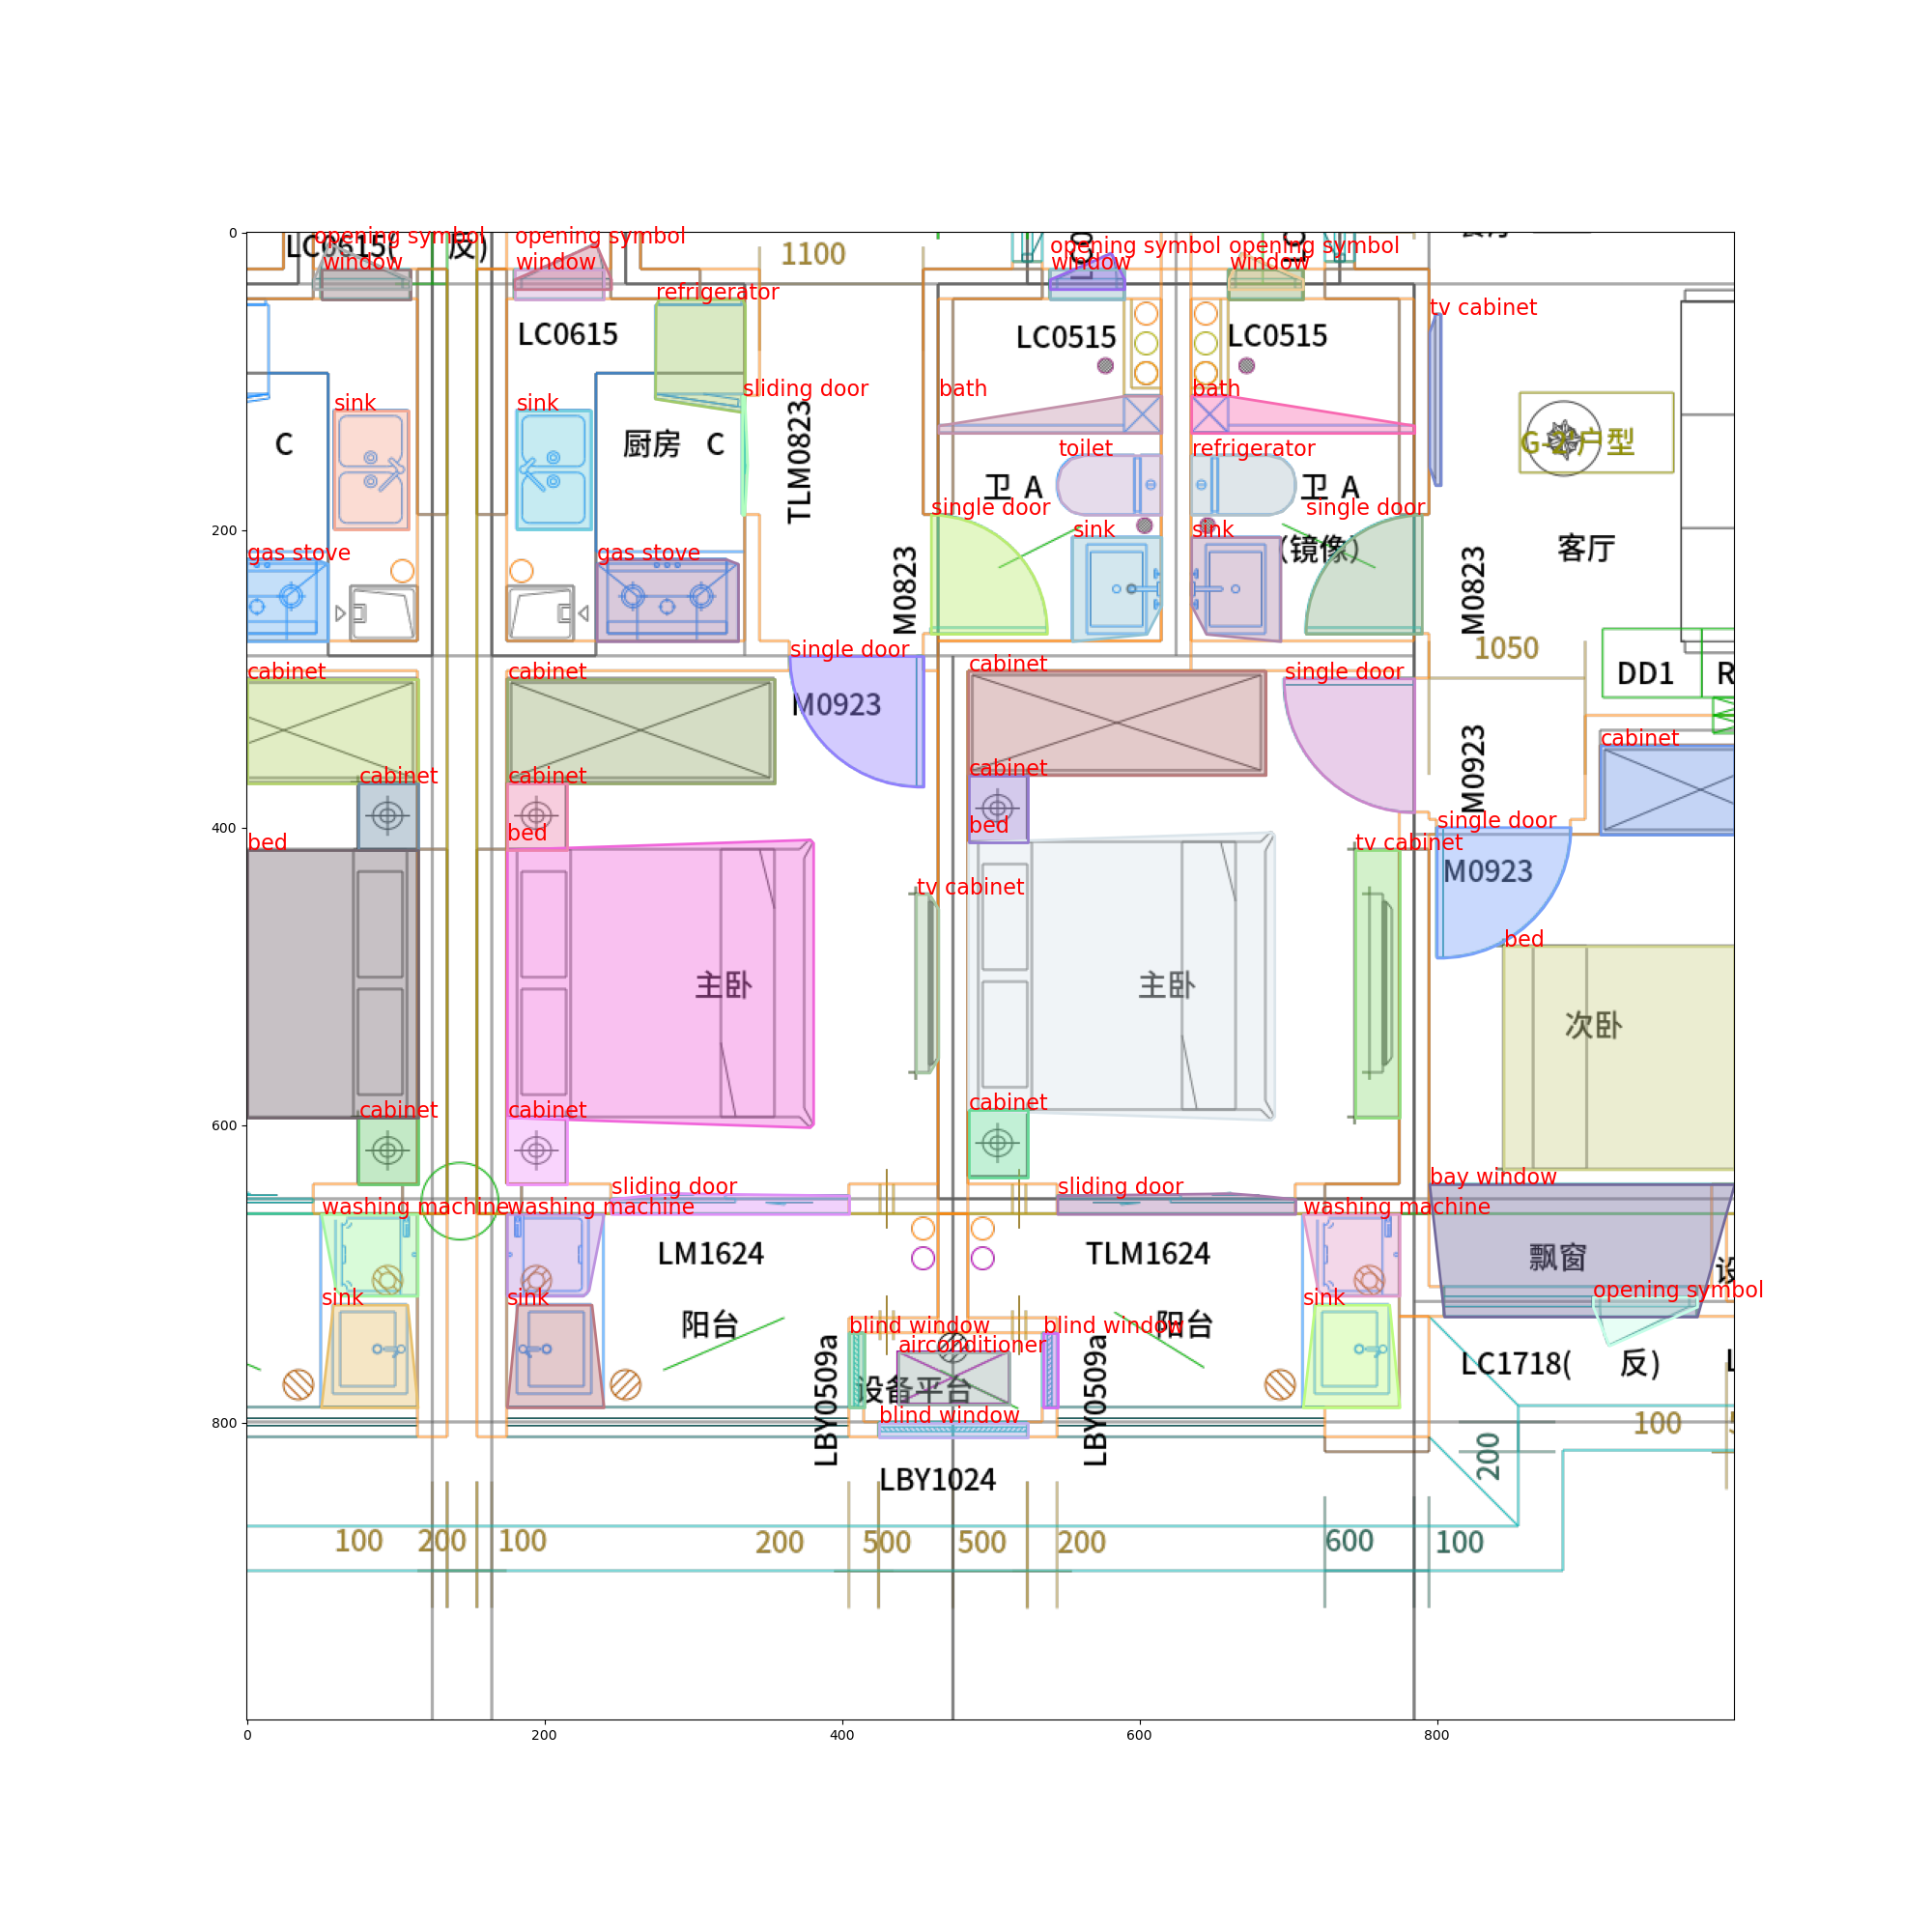 opening symbol
opening symbol
opening symbol
opening symbol
LC0615(
反)
window
window
window
window
1100
0
refrigerator
tv cabinet
LC0615
LC0515
LC0515
sliding door
bath
bath
sink
sink
TLM0823
C
厨房 C
G-2户型
toilet
refrigerator
卫 A
卫 A
single door
single door
200
sink
sink
gas stove
gas stove
(镜像)
客厅
M0823
M0823
1050
single door
cabinet
cabinet
cabinet
single door
DD1
R
M0923
M0923
cabinet
cabinet
cabinet
cabinet
400
bed
bed
bed
single door
tv cabinet
M0923
tv cabinet
bed
主卧
主卧
次卧
cabinet
cabinet
cabinet
600
bay window
sliding door
sliding door
washing machine
washing machine
washing machine
LM1624
TLM1624
飘窗
设
opening symbol
sink
sink
sink
阳台
阳台
blind window
blind window
airconditioner
LBY0509a
LBY0509a
设备平台
LC1718(
反)
L
blind window
800
100
200
LBY1024
100
200
100
200
500
500
200
600
100
0
200
400
600
800